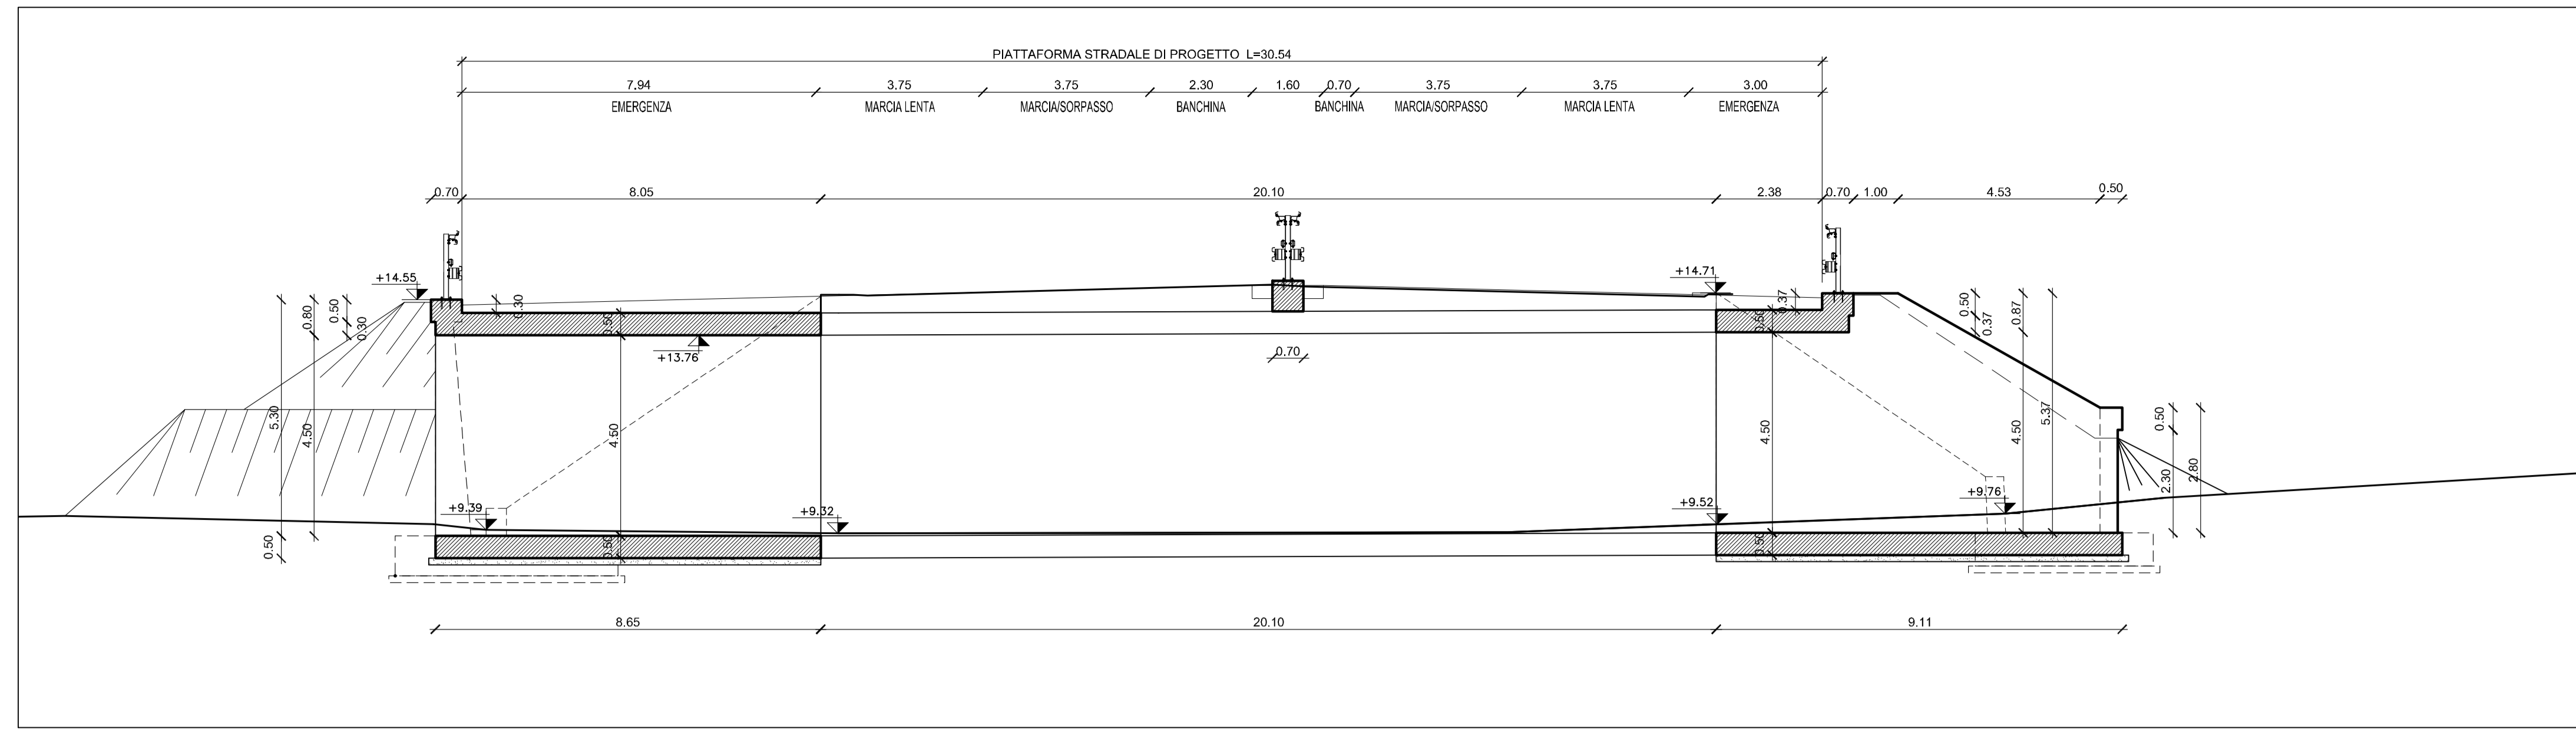 PIATTAFORMA STRADALE DI PROGETTO L=30.54
7.94 3.75 3.75 2.30 1.60 0.70 3.75 3.75 3.00
EMERGENZA MARCIA LENTA MARCIA/SORPASSO BANCHINA BANCHINA MARCIA/SORPASSO MARCIA LENTA EMERGENZA
0.70 8.05 20.10 2.38 0.70 1.00 4.53 0.50
+14.55 +14.71
0.80 0.50 0.30 0.30 0.50 0.50 0.37 0.50 0.37 0.87
+13.76 0.70
5.30 4.50 4.50 4.50 4.50 5.37 0.50 2.30 2.80
+9.39 +9.32 +9.52 +9.76
0.50 0.50 0.50
8.65 20.10 9.11